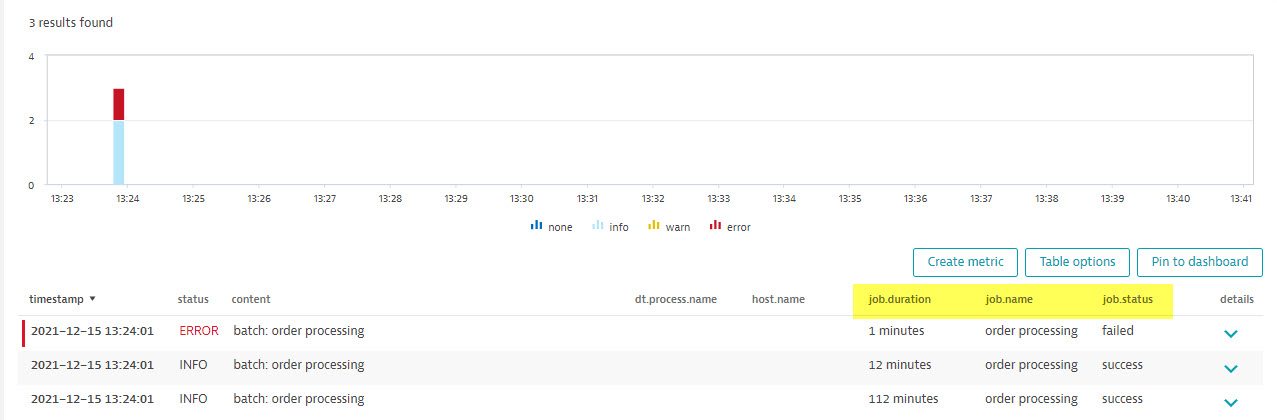 3 results found
4
2
0
13:23 13:24 13:25 13:26 13:27 13:28 13:29 13:30 13:31 13:32 13:33 13:34 13:35 13:36 13:37 13:38 13:39 13:40 13:41
none info warn error
Create metric Table options Pin to dashboard
timestamp ▼ status content dt.process.name host.name job.duration job.name job.status details
2021–12–15 13:24:01 ERROR batch: order processing 1 minutes order processing failed
2021–12–15 13:24:01 INFO batch: order processing 12 minutes order processing success
2021–12–15 13:24:01 INFO batch: order processing 112 minutes order processing success